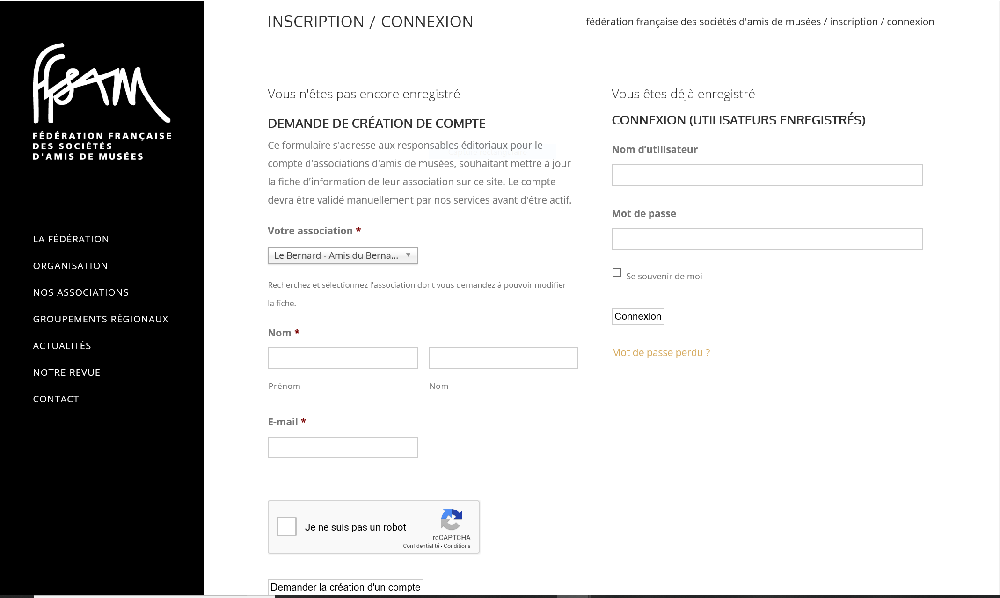 INSCRIPTION / CONNEXION
fédération française des sociétés d'amis de musées / inscription / connexion
ffsam
FÉDÉRATION FRANÇAISE
DES SOCIÉTÉS
D'AMIS DE MUSÉES
LA FÉDÉRATION
ORGANISATION
NOS ASSOCIATIONS
GROUPEMENTS RÉGIONAUX
ACTUALITÉS
NOTRE REVUE
CONTACT
Vous n'êtes pas encore enregistré
DEMANDE DE CRÉATION DE COMPTE
Ce formulaire s'adresse aux responsables éditoriaux pour le
Capture rectangulaire
compte d'associations d'amis de musées, souhaitant mettre à jour
la fiche d'information de leur association sur ce site. Le compte
devra être validé manuellement par nos services avant d'être actif.
Votre association *
Le Bernard - Amis du Berna...
Recherchez et sélectionnez l'association dont vous demandez à pouvoir modifier
la fiche.
Nom *
Prénom
Nom
E-mail *
Je ne suis pas un robot
reCAPTCHA
Confidentialité - Conditions
Demander la création d'un compte
Vous êtes déjà enregistré
CONNEXION (UTILISATEURS ENREGISTRÉS)
Nom d’utilisateur
Mot de passe
Se souvenir de moi
Connexion
Mot de passe perdu ?